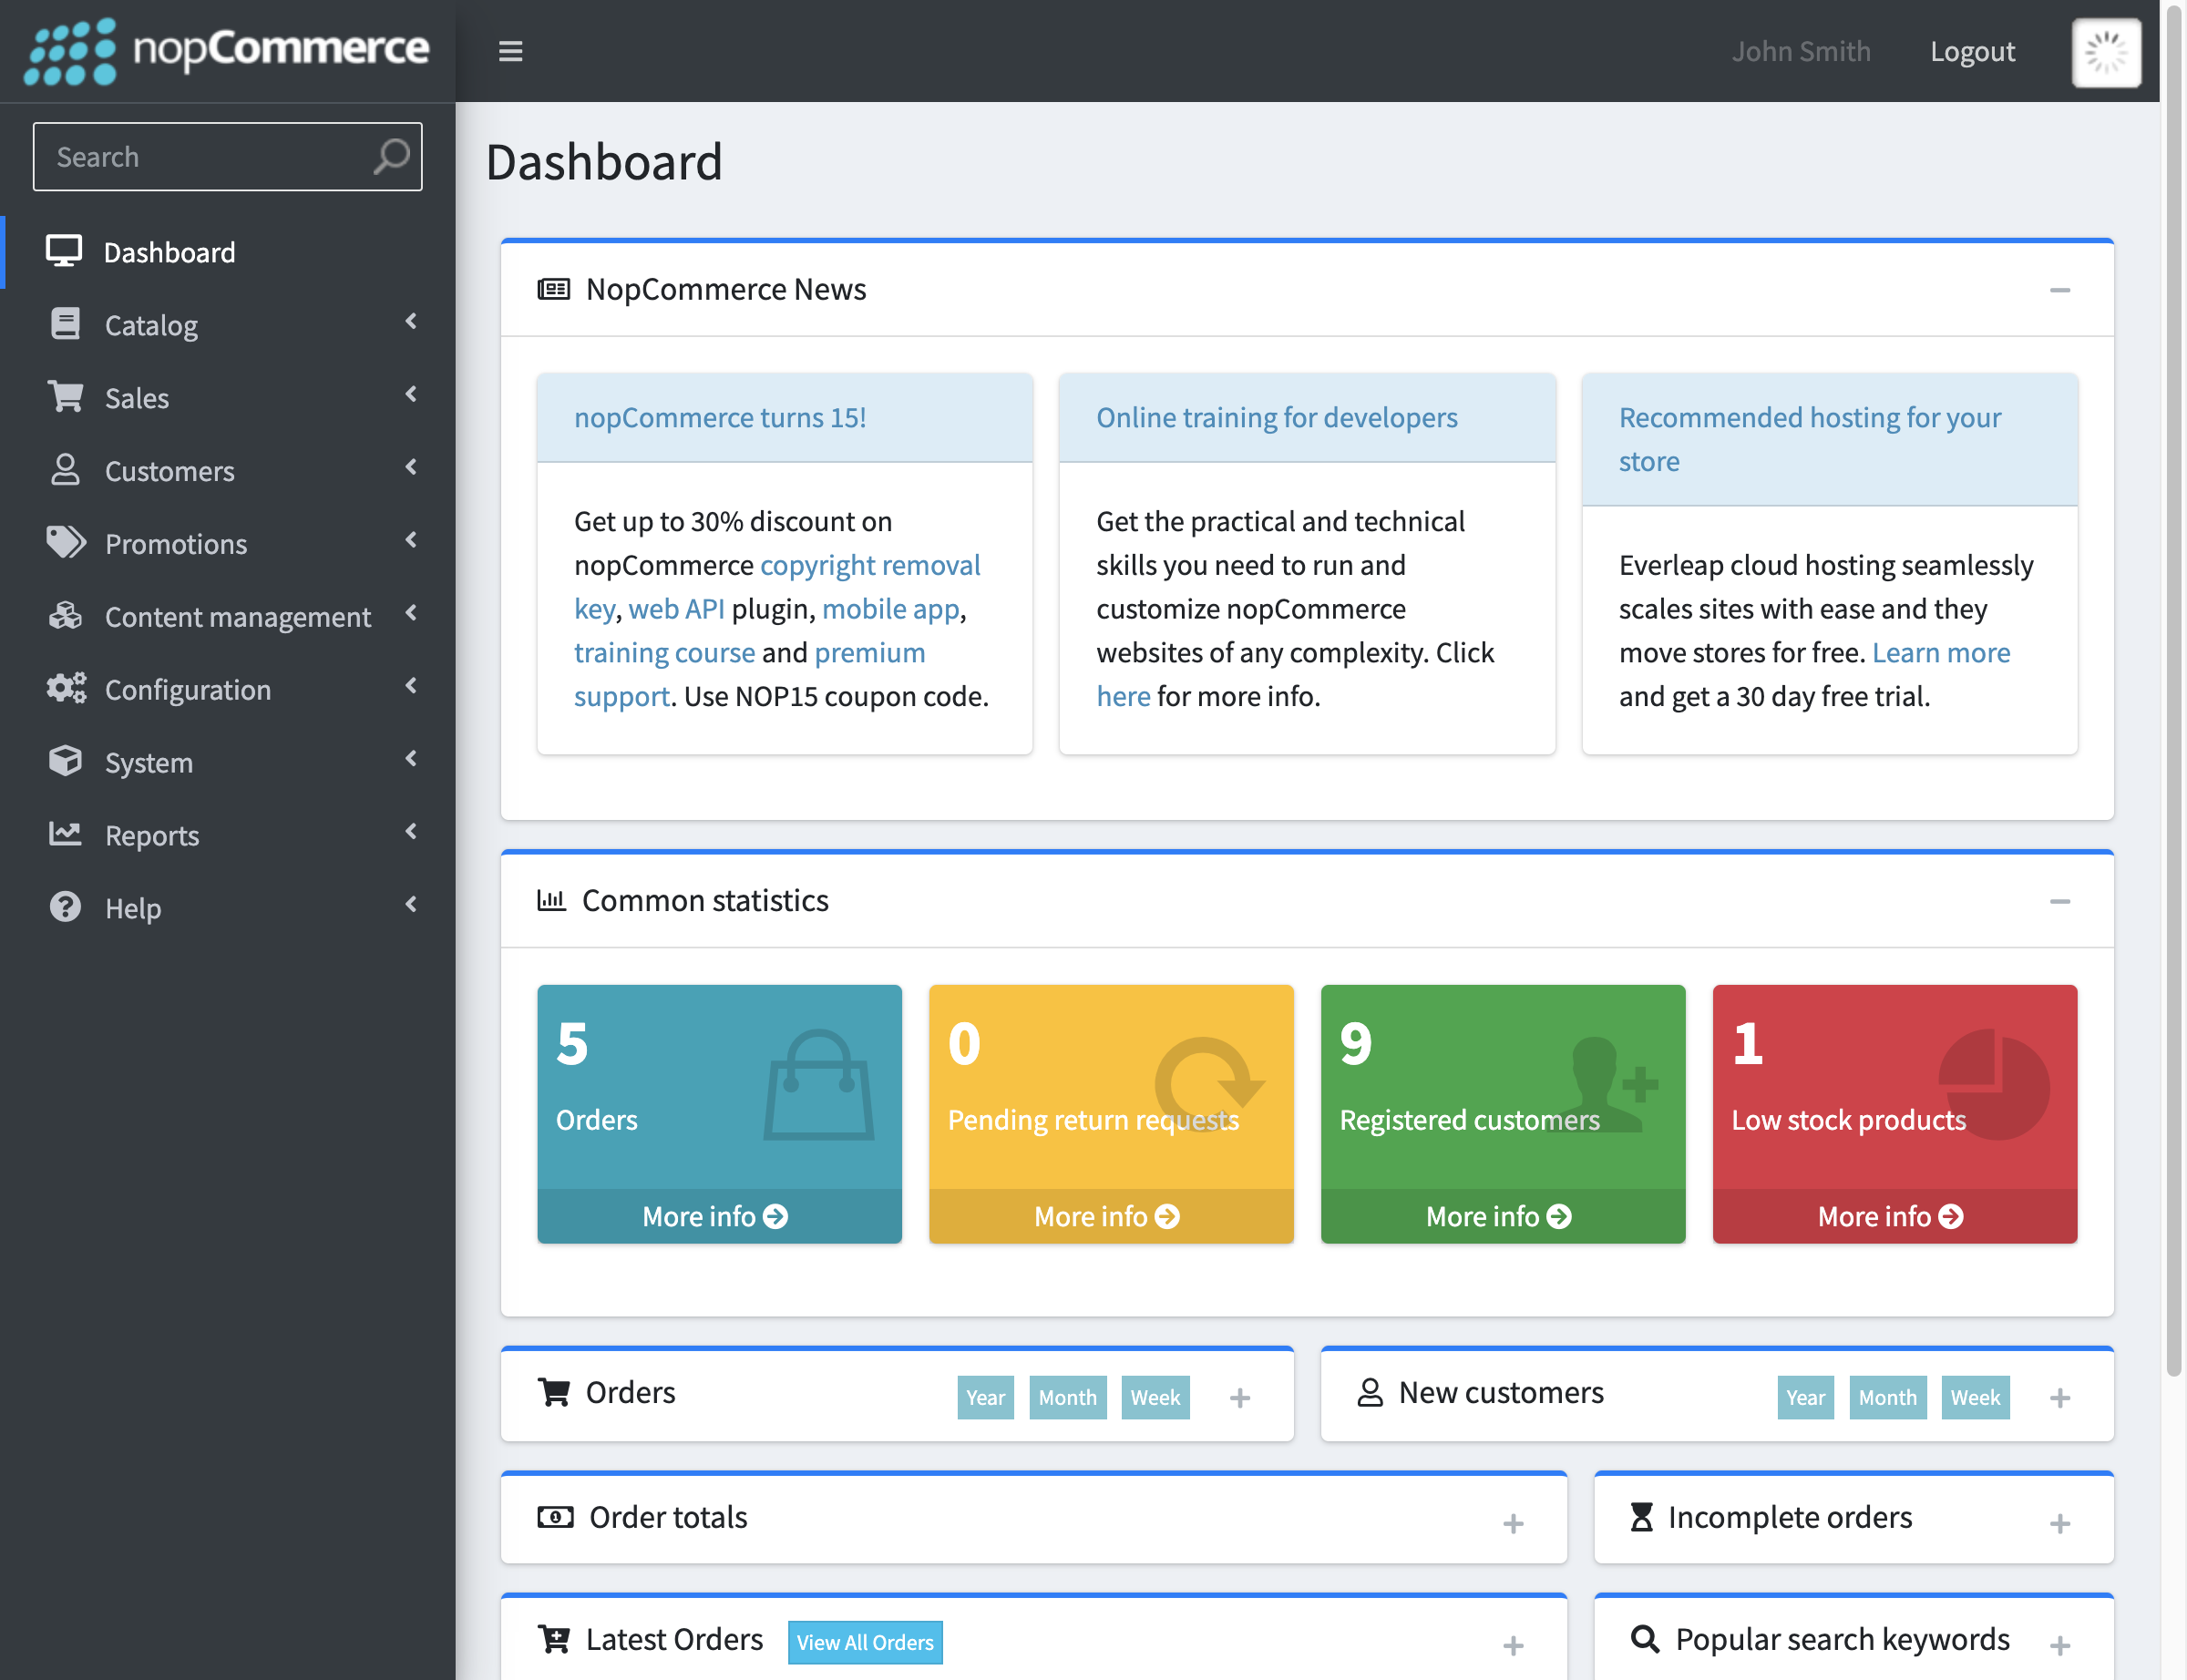 nopCommerce
John Smith
Logout
Search
Dashboard
Catalog
Sales
Customers
Promotions
Content management
Configuration
System
Reports
Help
Dashboard
NopCommerce News
nopCommerce turns 15!
Get up to 30% discount on
nopCommerce copyright removal
key, web API plugin, mobile app,
training course and premium
support. Use NOP15 coupon code.
Online training for developers
Get the practical and technical
skills you need to run and
customize nopCommerce
websites of any complexity. Click
here for more info.
Recommended hosting for your
store
Everleap cloud hosting seamlessly
scales sites with ease and they
move stores for free. Learn more
and get a 30 day free trial.
Common statistics
5
Orders
More info
0
Pending return requests
More info
9
Registered customers
More info
1
Low stock products
More info
Orders
Year
Month
Week
New customers
Year
Month
Week
Order totals
Incomplete orders
Latest Orders
View All Orders
Popular search keywords